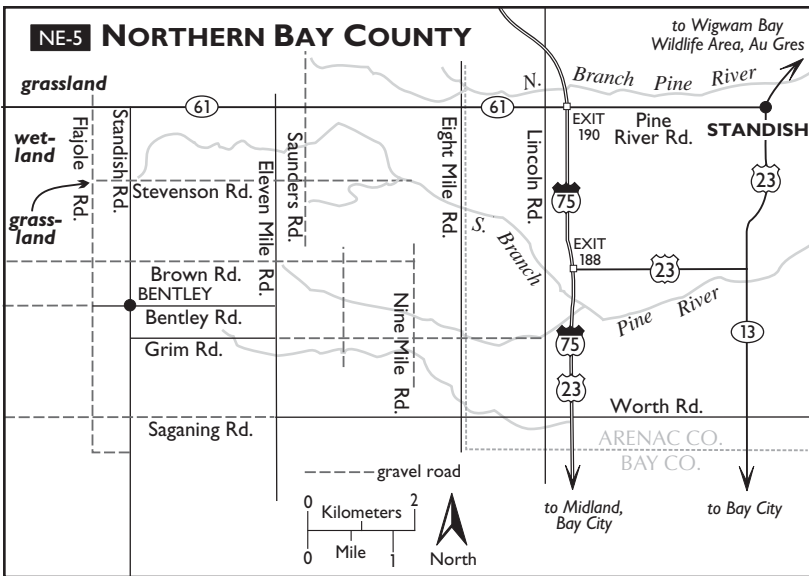 NE-5 NORTHERN BAY COUNTY
to Wigwam Bay
Wildlife Area, Au Gres
grassland
N. Branch Pine River
61
61
EXIT
190
Pine
River Rd.
STANDISH
wet-
land
Flajole Rd.
Standish Rd.
Eleven Mile Rd.
Saunders Rd.
Eight Mile Rd.
Lincoln Rd.
grass-
land
Stevenson Rd.
75
23
S. Branch
EXIT
188
23
Brown Rd.
BENTLEY
Bentley Rd.
Nine Mile Rd.
Pine River
Grim Rd.
75
13
23
Worth Rd.
Saganing Rd.
ARENAC CO.
BAY CO.
gravel road
0 2
Kilometers
Mile
0 1
North
to Midland,
Bay City
to Bay City